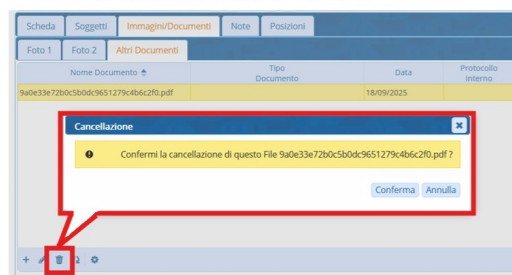 Scheda Soggetti Immagini/Documenti Note Posizioni
Foto 1 Foto 2 Altri Documenti
Nome Documento Tipo Documento Data Protocollo Interno
9a0e33e72b0c5b0dc9651279c4b6c2f0.pdf 18/09/2025
Cancellazione
Confermi la cancellazione di questo File 9a0e33e72b0c5b0dc9651279c4b6c2f0.pdf ?
Conferma Annulla